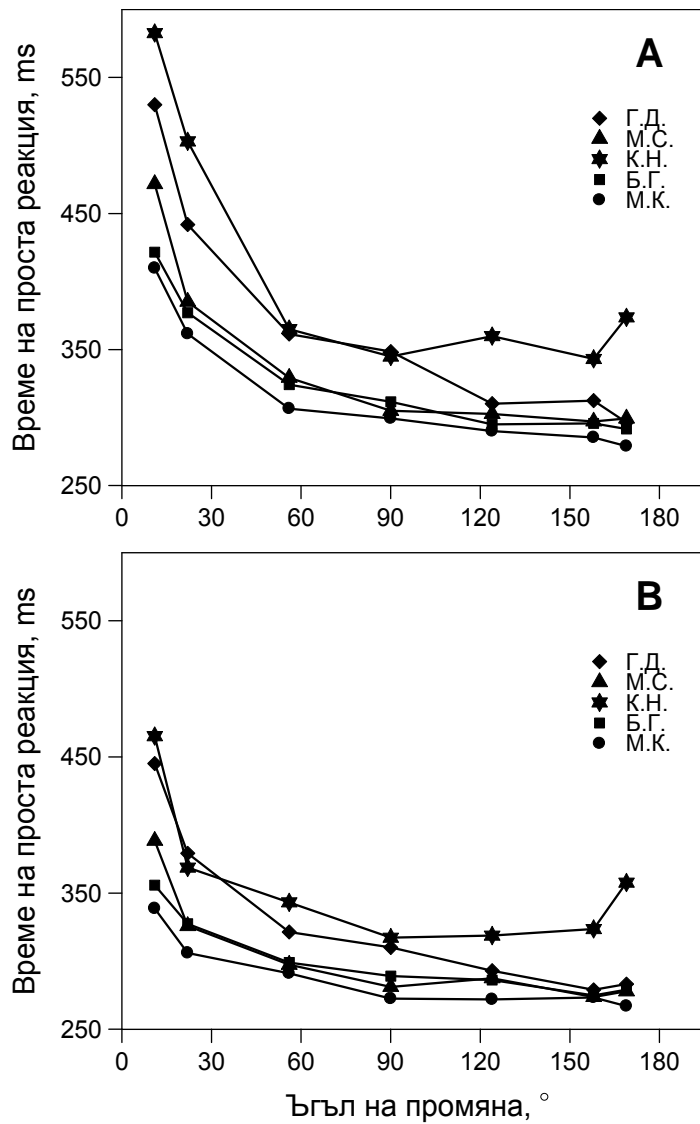 A
Време на проста реакция, ms
550
450
350
250
Г.Д.
М.С.
К.Н.
Б.Г.
М.К.
0 30 60 90 120 150 180
B
Време на проста реакция, ms
550
450
350
250
Г.Д.
М.С.
К.Н.
Б.Г.
М.К.
0 30 60 90 120 150 180
Ъгъл на промяна, °